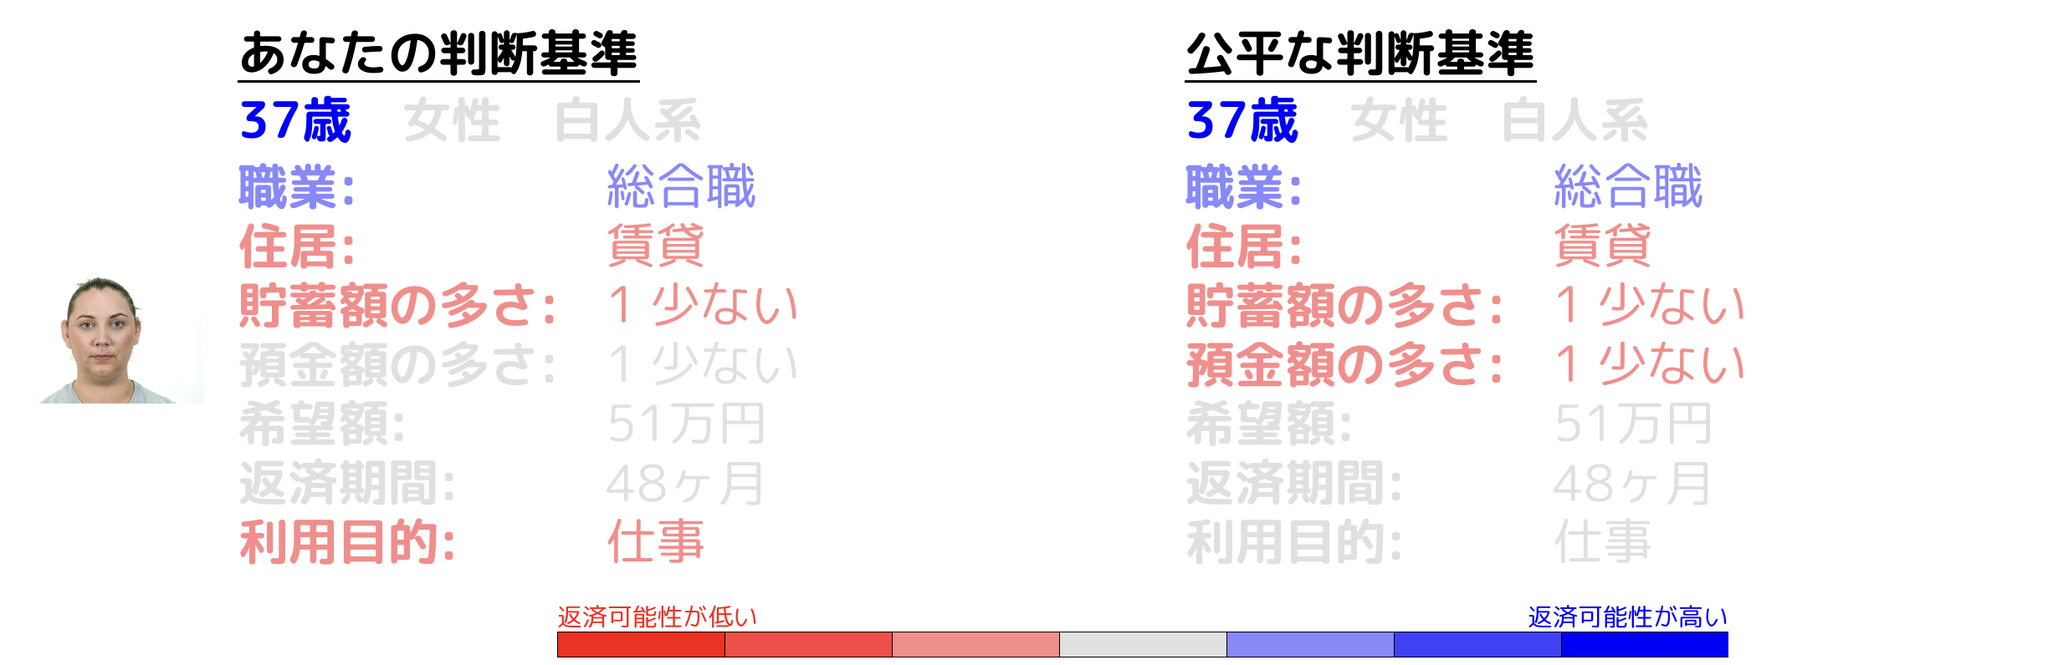 あなたの判断基準
37歳 女性 白人系
職業: 総合職
住居: 賃貸
貯蓄額の多さ: 1 少ない
預金額の多さ: 1 少ない
希望額: 51万円
返済期間: 48ヶ月
利用目的: 仕事
公平な判断基準
37歳 女性 白人系
職業: 総合職
住居: 賃貸
貯蓄額の多さ: 1 少ない
預金額の多さ: 1 少ない
希望額: 51万円
返済期間: 48ヶ月
利用目的: 仕事
返済可能性が低い 返済可能性が高い